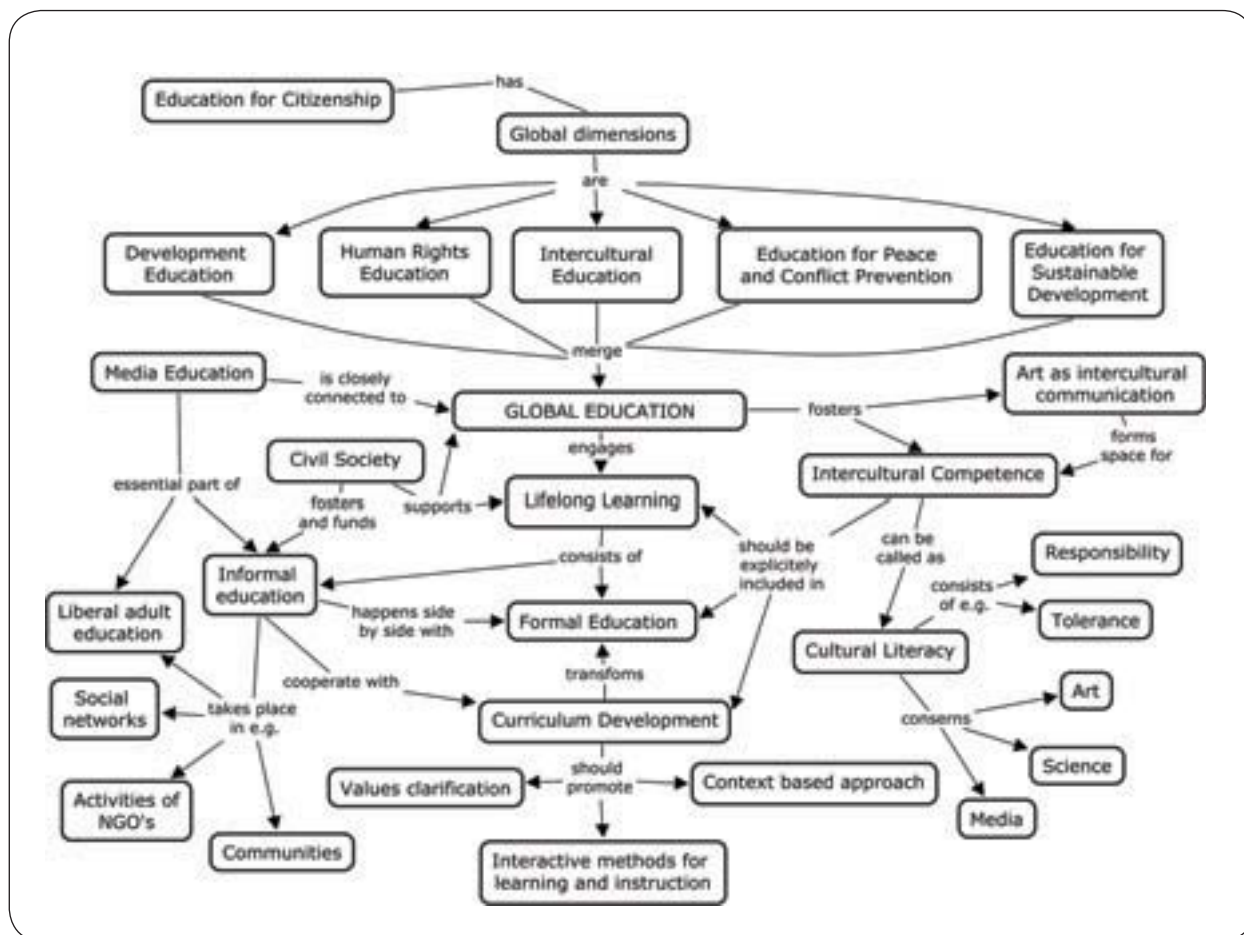 has
Education for Citizenship
Global dimensions
are
Development
Education
Human Rights
Education
Intercultural
Education
Education for Peace
and Conflict Prevention
Education for
Sustainable
Development
merge
Media Education
is closely
connected to
GLOBAL EDUCATION
fosters
Art as intercultural
communication
forms
space for
engages
Civil Society
Intercultural Competence
essential part of
fosters
and funds
supports
Lifelong Learning
consists of
should be
explicitely
included in
can be
called as
Responsibility
consists
of e.g.
Tolerance
Informal
education
happens side
by side with
Formal Education
Liberal adult
education
Cultural Literacy
cooperate with
transfoms
Social
networks
takes place
in e.g.
Curriculum Development
conserns
Art
Science
Media
should
promote
Values clarification
Context based approach
Activities of
NGO's
Communities
Interactive methods for
learning and instruction